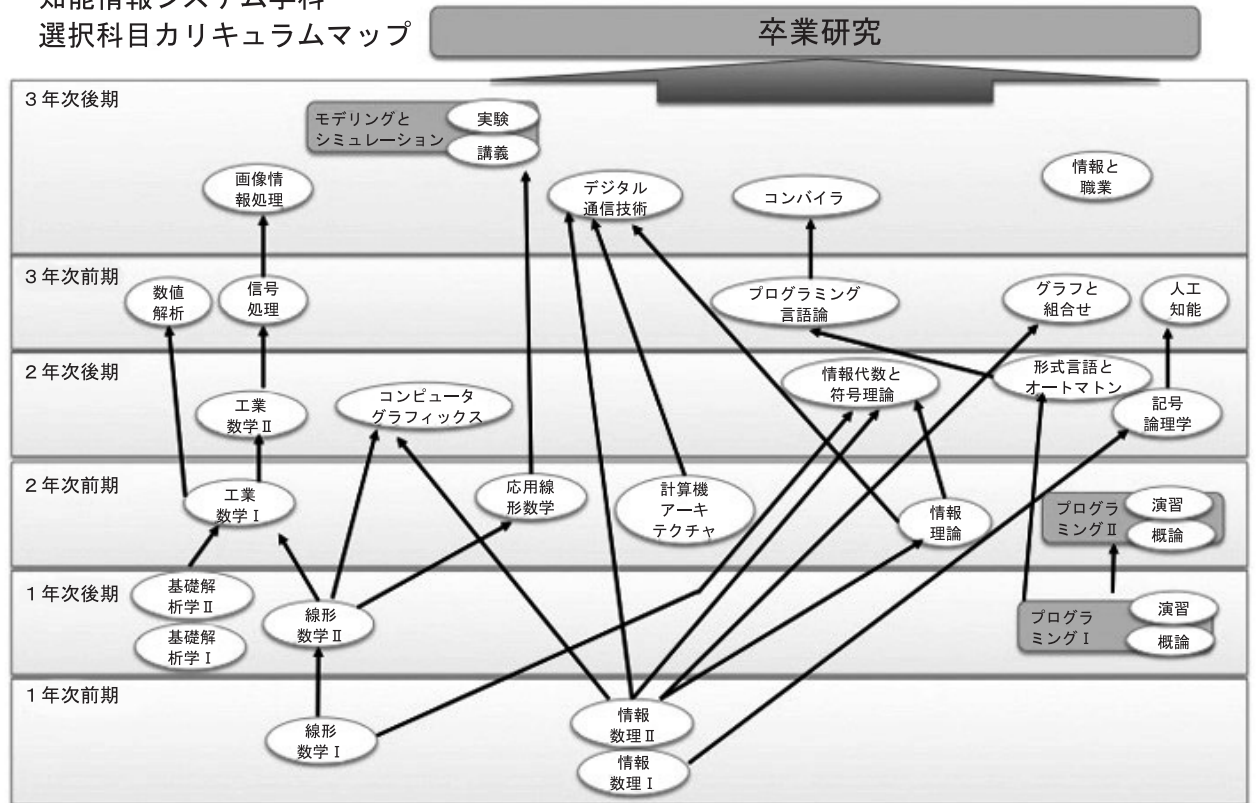 知能情報システム学科
選択科目カリキュラムマップ
卒業研究
3年次後期
モデリングと
シミュレーション
実験
講義
画像情
報処理
デジタル
通信技術
コンパイラ
情報と
職業
3年次前期
数値
解析
信号
処理
プログラミング
言語論
グラフと
組合せ
人工
知能
2年次後期
工業
数学Ⅱ
コンピュータ
グラフィックス
情報代数と
符号理論
形式言語と
オートマトン
記号
論理学
2年次前期
工業
数学Ⅰ
応用線
形数学
計算機
アーキ
テクチャ
情報
理論
プログラ
ミングⅡ
演習
概論
1年次後期
基礎解
析学Ⅱ
基礎解
析学Ⅰ
線形
数学Ⅱ
プログラ
ミングⅠ
演習
概論
1年次前期
線形
数学Ⅰ
情報
数理Ⅱ
情報
数理Ⅰ